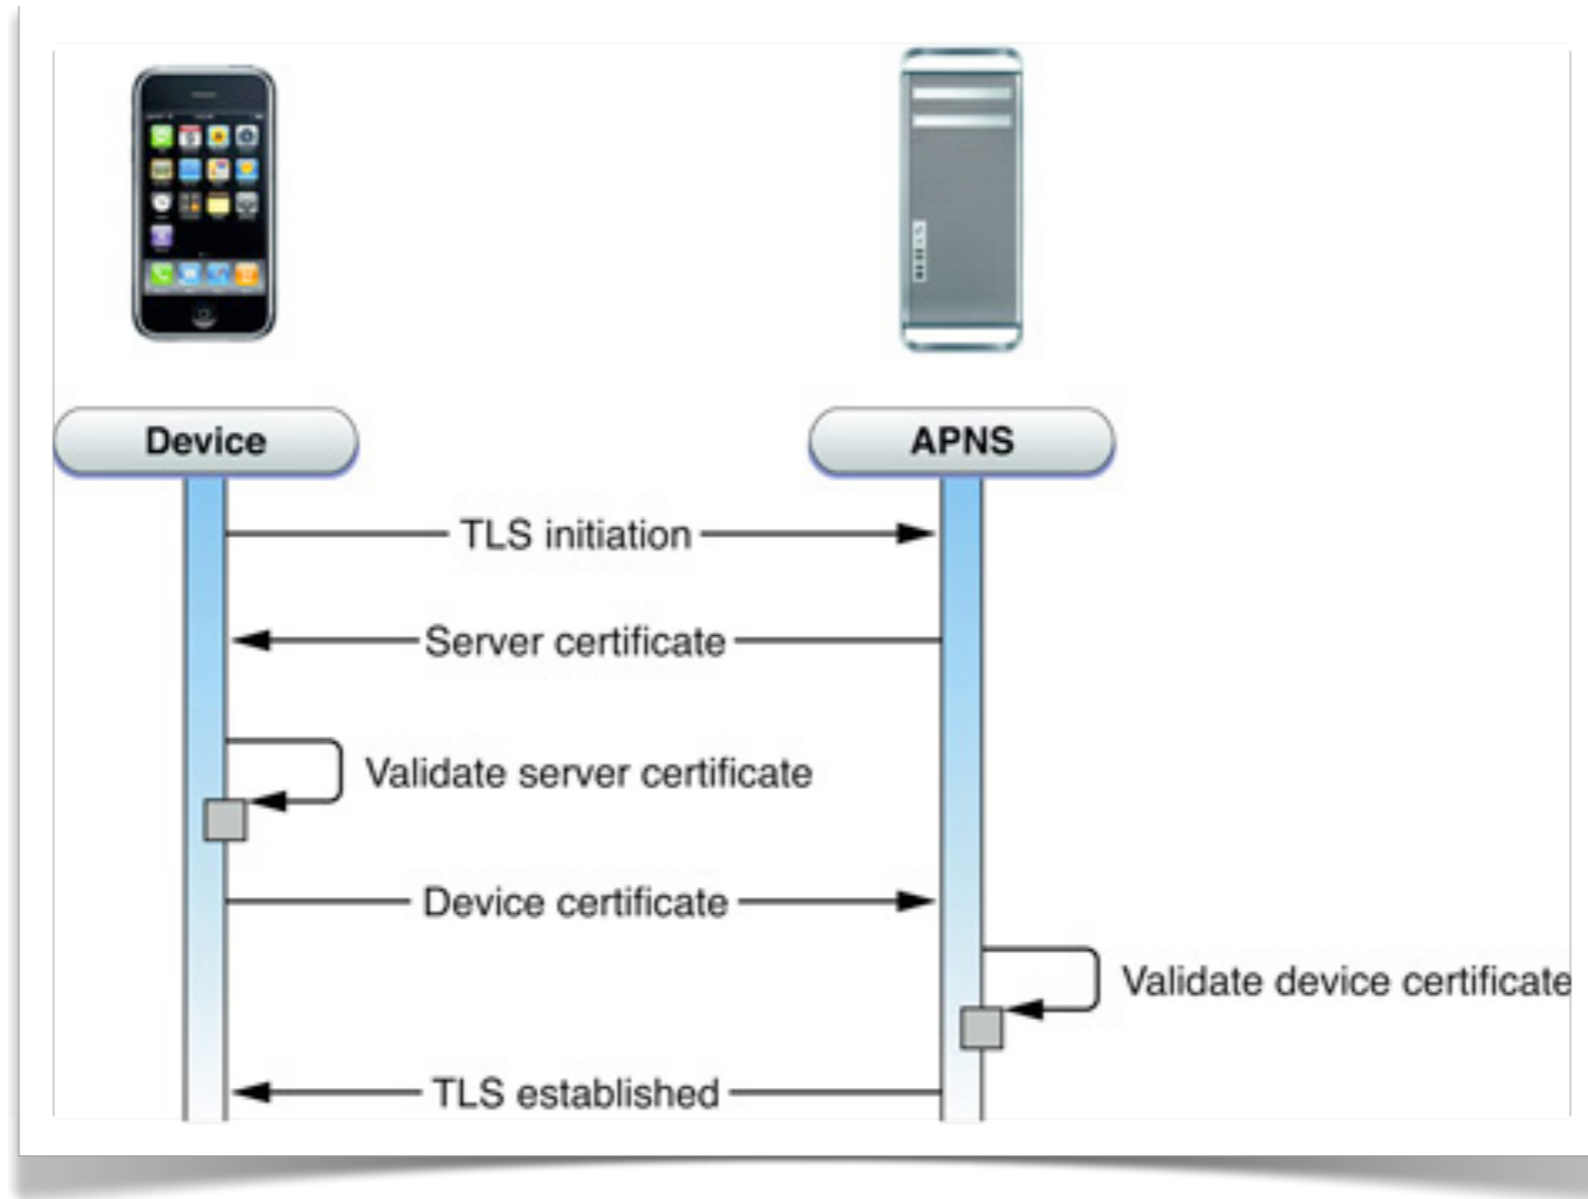 Device
APNS
TLS initiation
Server certificate
Validate server certificate
Device certificate
Validate device certificate
TLS established